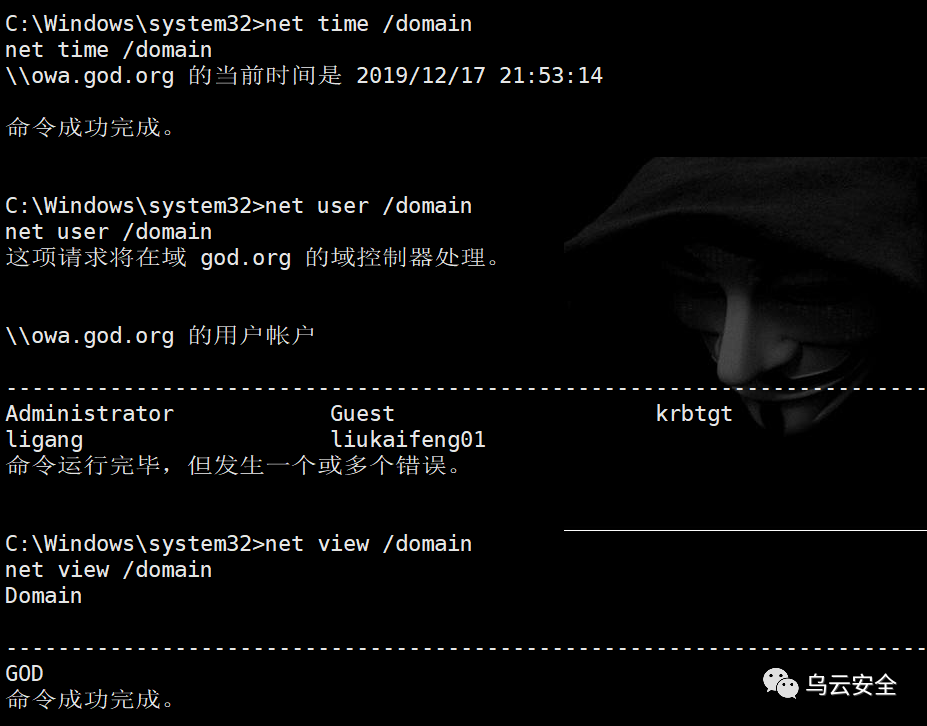 C:\Windows\system32>net time /domain
net time /domain
\\owa.god.org 的当前时间是 2019/12/17 21:53:14
命令成功完成。
C:\Windows\system32>net user /domain
net user /domain
这项请求将在域 god.org 的域控制器处理。
\\owa.god.org 的用户帐户
-------------------------------------------------------------------------------
Administrator Guest krbtgt
ligang liukaifeng01
命令运行完毕，但发生一个或多个错误。
C:\Windows\system32>net view /domain
net view /domain
Domain
-------------------------------------------------------------------------------
GOD
命令成功完成。
乌云安全